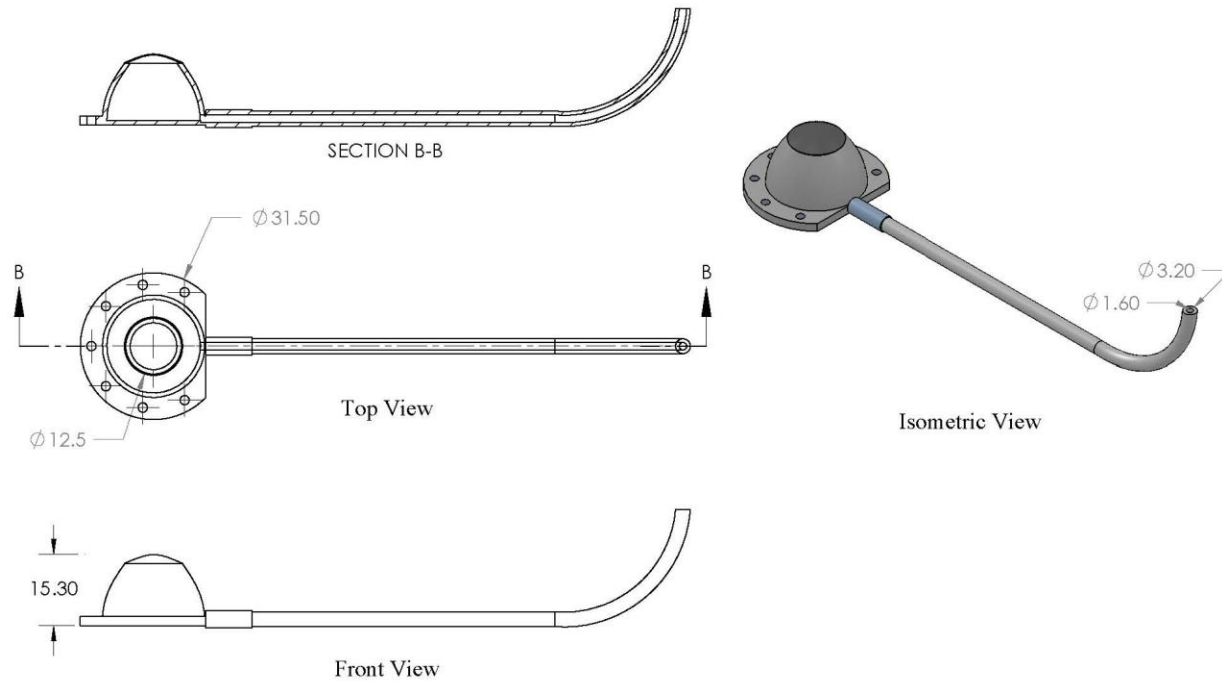 SECTION B-B
Ø31.50
B
B
Ø3.20
Ø1.60
Top View
Isometric View
Ø12.5
15.30
Front View